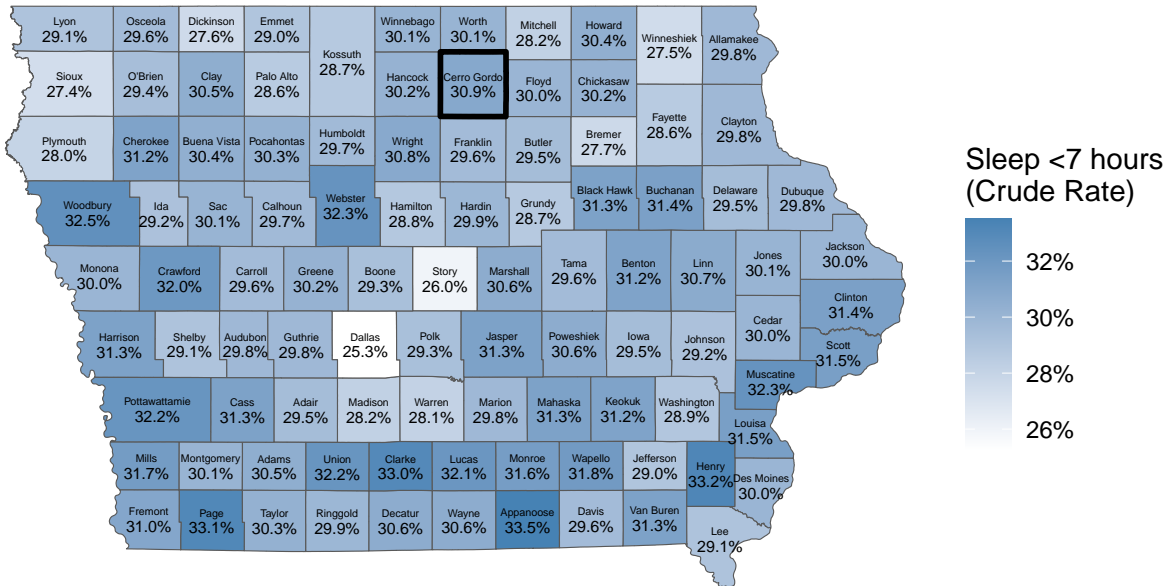 Lyon
29.1%
Osceola
29.6%
Dickinson
27.6%
Emmet
29.0%
Winnebago
30.1%
Worth
30.1%
Mitchell
28.2%
Howard
30.4%
Winneshiek
27.5%
Allamakee
29.8%
Kossuth
28.7%
Sioux
27.4%
O'Brien
29.4%
Clay
30.5%
Palo Alto
28.6%
Hancock
30.2%
Cerro Gordo
30.9%
Floyd
30.0%
Chickasaw
30.2%
Fayette
28.6%
Clayton
29.8%
Plymouth
28.0%
Cherokee
31.2%
Buena Vista
30.4%
Pocahontas
30.3%
Humboldt
29.7%
Wright
30.8%
Franklin
29.6%
Butler
29.5%
Bremer
27.7%
Woodbury
32.5%
Ida
29.2%
Sac
30.1%
Calhoun
29.7%
Webster
32.3%
Hamilton
28.8%
Hardin
29.9%
Grundy
28.7%
Black Hawk
31.3%
Buchanan
31.4%
Delaware
29.5%
Dubuque
29.8%
Monona
30.0%
Crawford
32.0%
Carroll
29.6%
Greene
30.2%
Boone
29.3%
Story
26.0%
Marshall
30.6%
Tama
29.6%
Benton
31.2%
Linn
30.7%
Jones
30.1%
Jackson
30.0%
Clinton
31.4%
Harrison
31.3%
Shelby
29.1%
Audubon
29.8%
Guthrie
29.8%
Dallas
25.3%
Polk
29.3%
Jasper
31.3%
Poweshiek
30.6%
Iowa
29.5%
Johnson
29.2%
Cedar
30.0%
Scott
31.5%
Muscatine
32.3%
Pottawattamie
32.2%
Cass
31.3%
Adair
29.5%
Madison
28.2%
Warren
28.1%
Marion
29.8%
Mahaska
31.3%
Keokuk
31.2%
Washington
28.9%
Louisa
31.5%
Mills
31.7%
Montgomery
30.1%
Adams
30.5%
Union
32.2%
Clarke
33.0%
Lucas
32.1%
Monroe
31.6%
Wapello
31.8%
Jefferson
29.0%
Henry
33.2%
Des Moines
30.0%
Fremont
31.0%
Page
33.1%
Taylor
30.3%
Ringgold
29.9%
Decatur
30.6%
Wayne
30.6%
Appanoose
33.5%
Davis
29.6%
Van Buren
31.3%
Lee
29.1%
Sleep <7 hours
(Crude Rate)
32%
30%
28%
26%